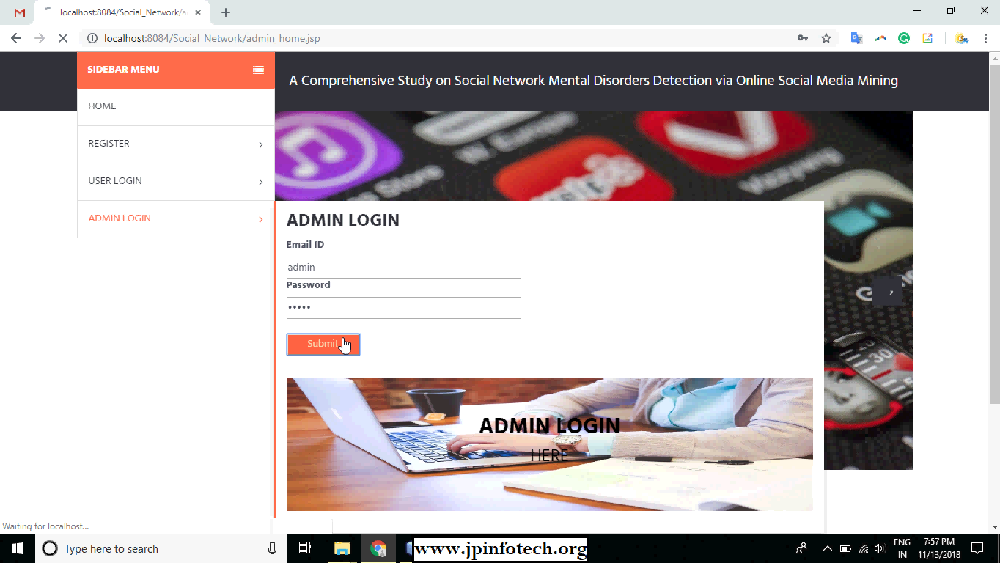 localhost:8084/Social_Network/a
localhost:8084/Social_Network/admin_home.jsp
SIDEBAR MENU
A Comprehensive Study on Social Network Mental Disorders Detection via Online Social Media Mining
HOME
REGISTER
USER LOGIN
ADMIN LOGIN
ADMIN LOGIN
Email ID
admin
Password
Submit
ADMIN LOGIN
HERE
Waiting for localhost...
Type here to search
www.jpinfotech.org
ENG
IN
7:57 PM
11/13/2018